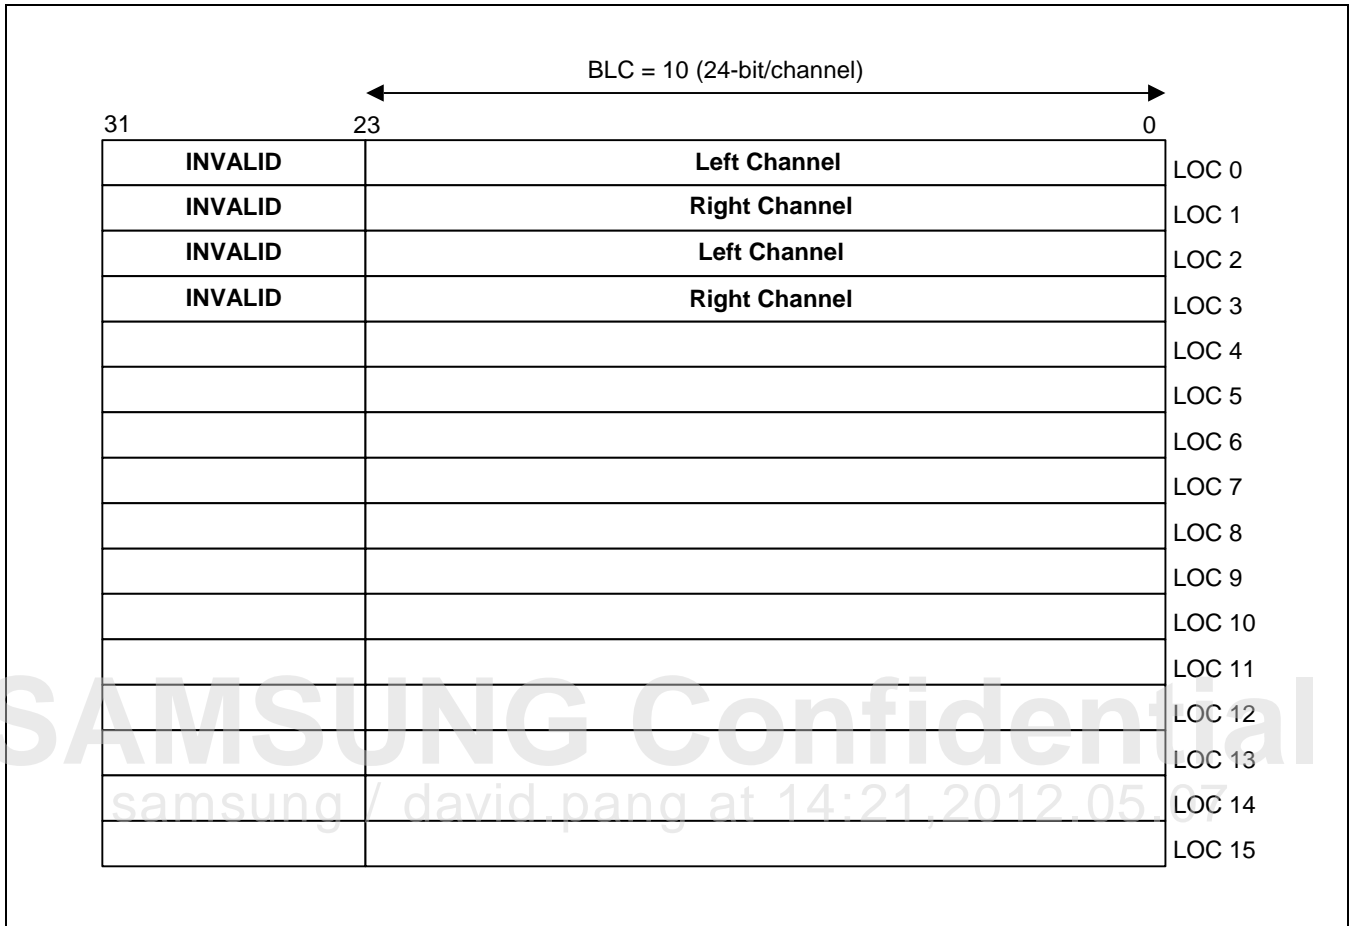 BLC = 10 (24-bit/channel)
31 23 0
INVALID Left Channel LOC 0
INVALID Right Channel LOC 1
INVALID Left Channel LOC 2
INVALID Right Channel LOC 3
LOC 4
LOC 5
LOC 6
LOC 7
LOC 8
LOC 9
LOC 10
LOC 11
SAMSUNG Confidential
LOC 12
LOC 13
samsung / david.pang at 14:21,2012.05.07
LOC 14
LOC 15